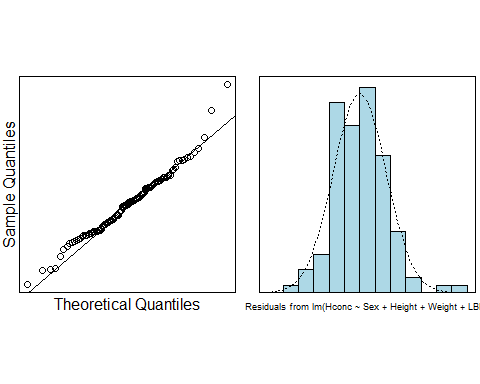 Sample Quantiles
Theoretical Quantiles
Residuals from lm(Hconc ~ Sex + Height + Weight + LB